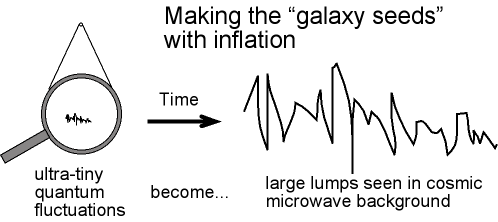 Making the “galaxy seeds”
with inflation
Time
ultra-tiny
quantum
fluctuations
become...
large lumps seen in cosmic
microwave background